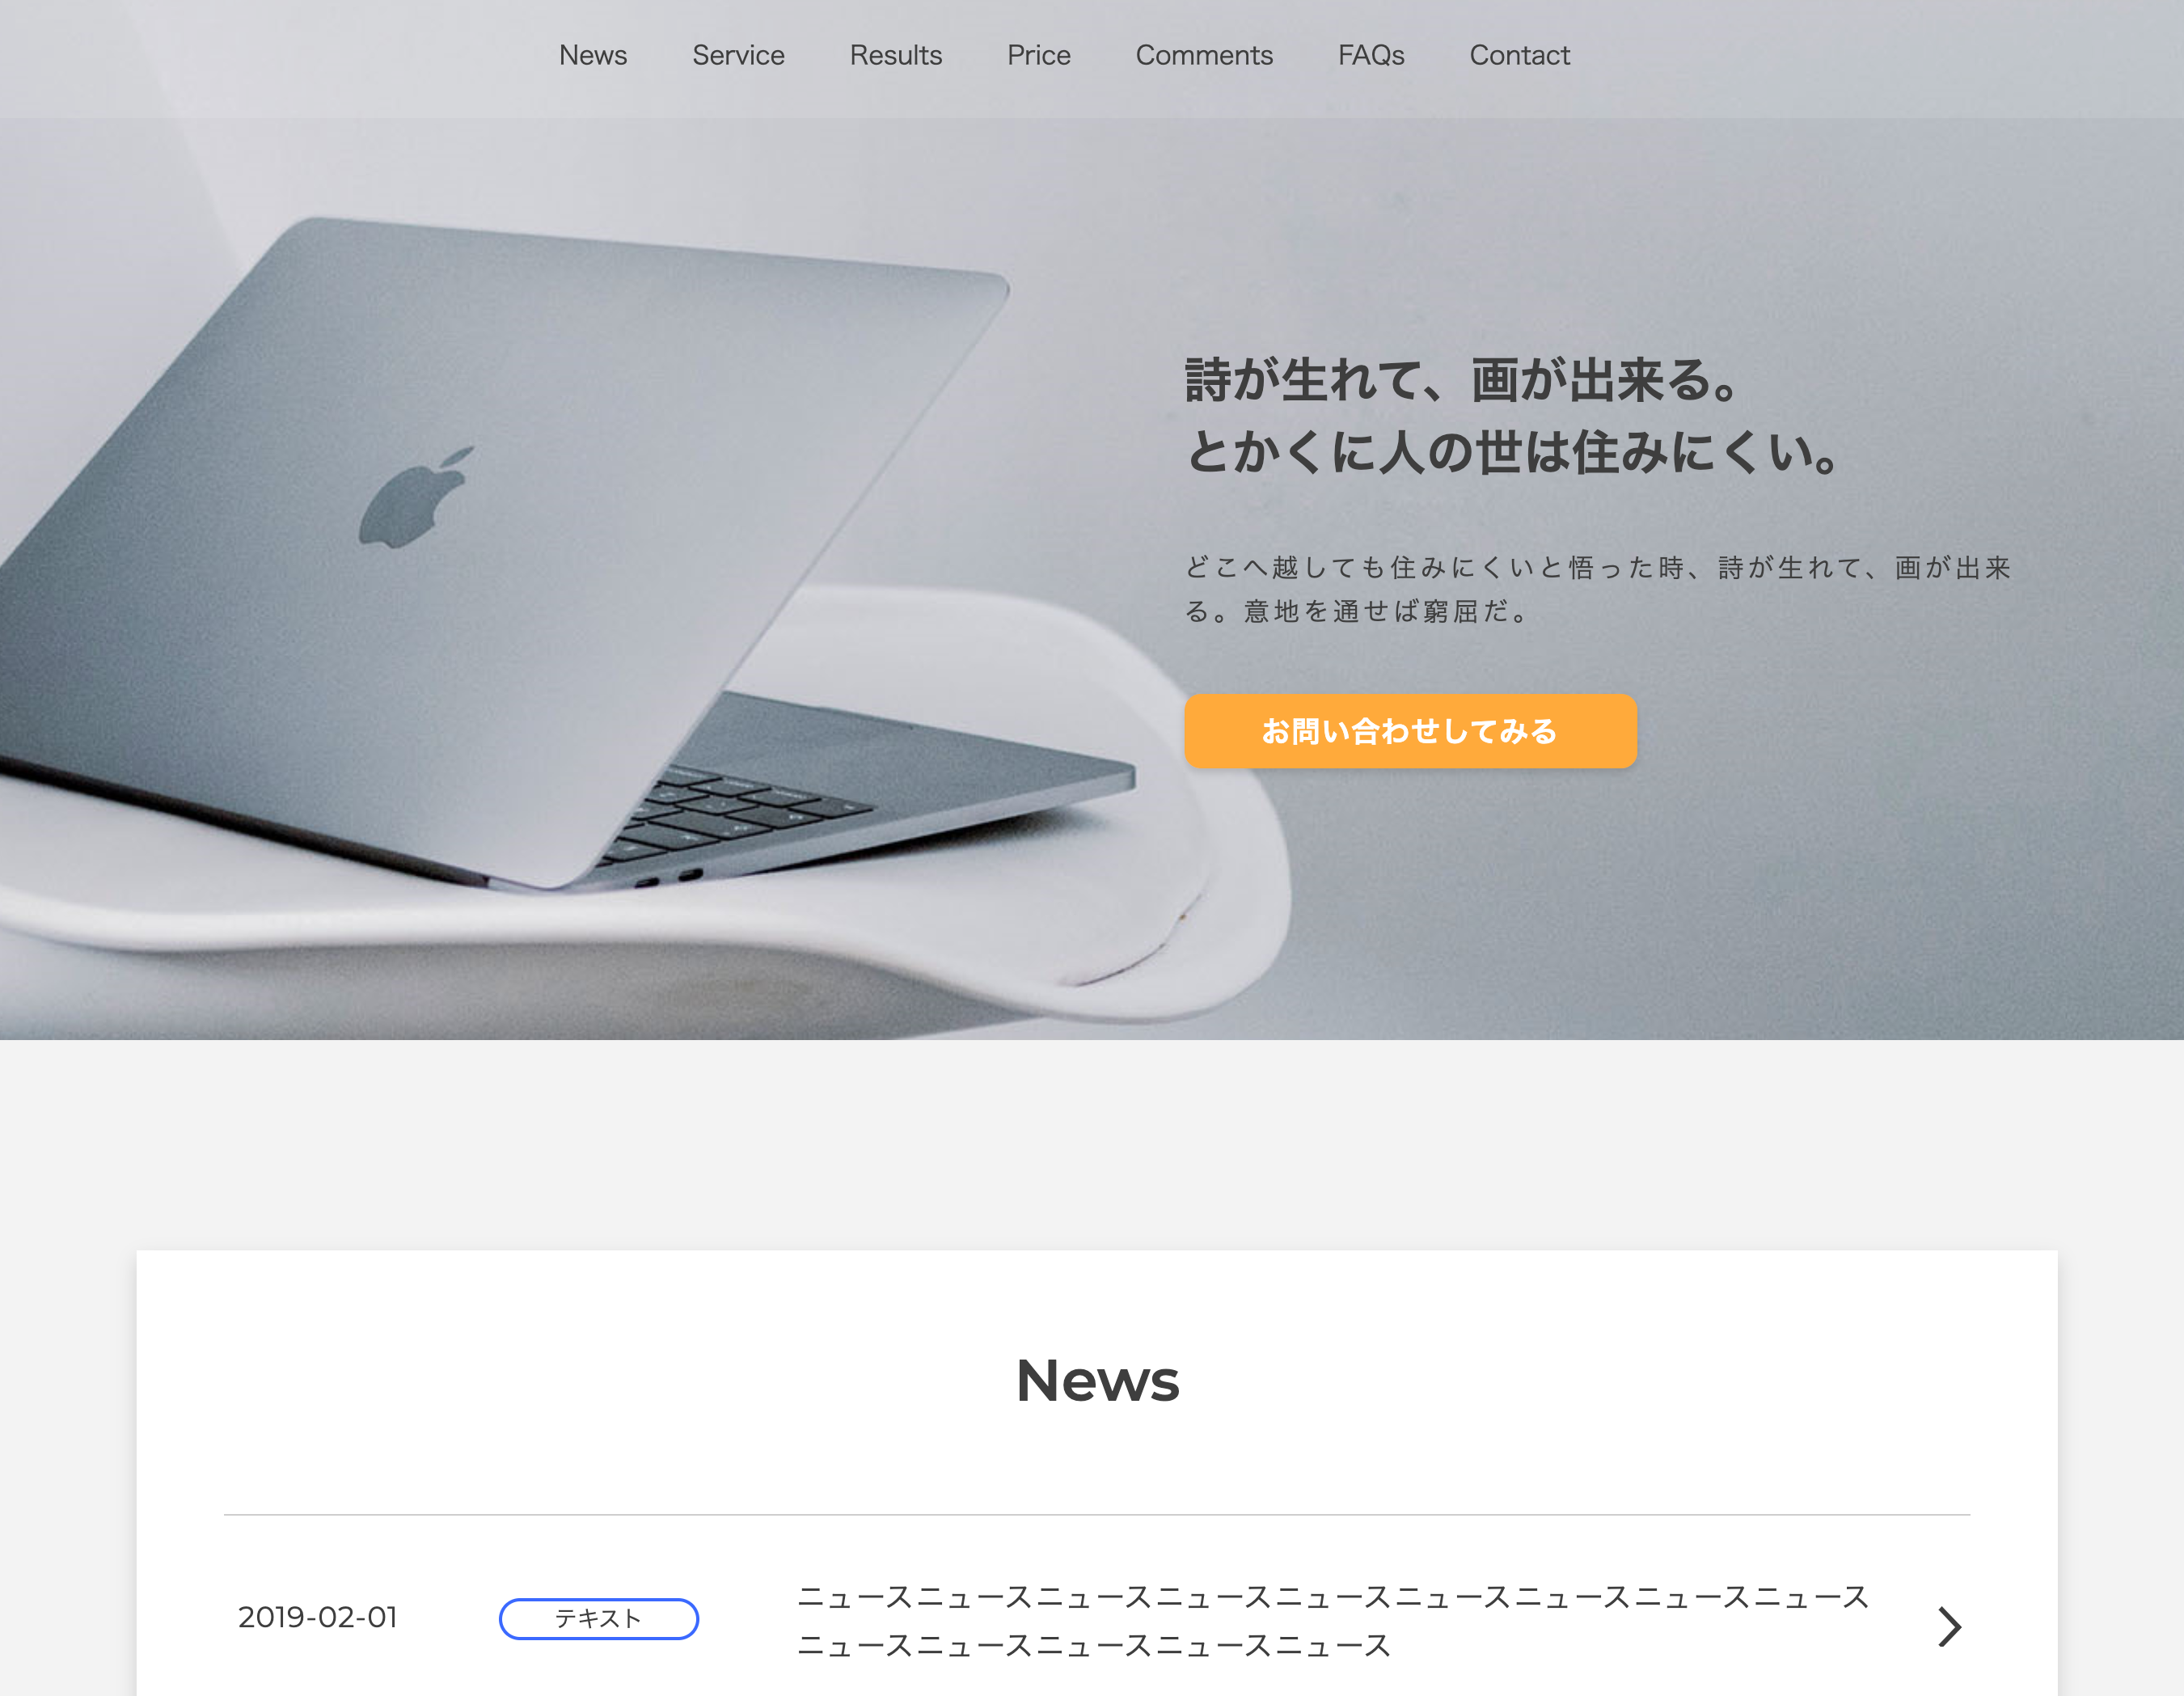 News Service Results Price Comments FAQs Contact
詩が生れて、画が出来る。
とかくに人の世は住みにくい。
どこへ越しても住みにくいと悟った時、詩が生れて、画が出来
る。意地を通せば窮屈だ。
お問い合わせしてみる
News
2019-02-01
テキスト
ニュースニュースニュースニュースニュースニュースニュースニュースニュース
ニュースニュースニュースニュースニュース